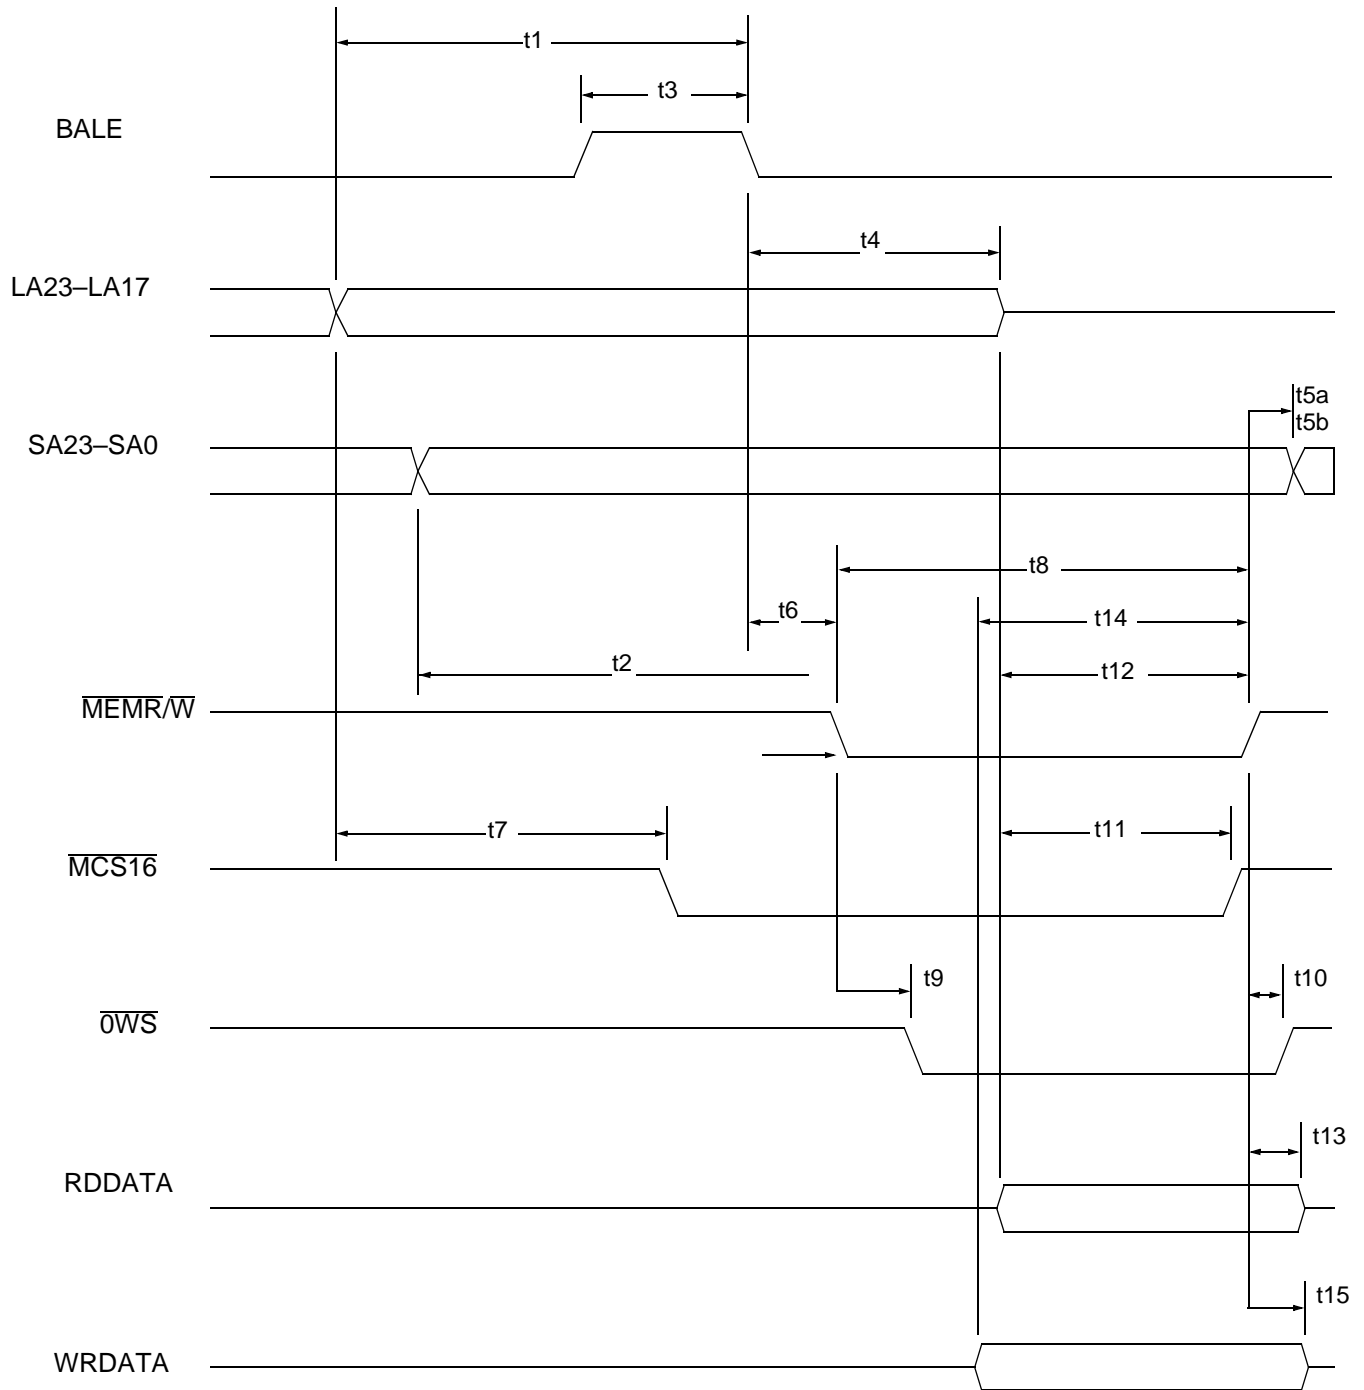 t1
t3
BALE
t4
LA23–LA17
t5a
t5b
SA23–SA0
t8
t6
t14
t2
t12
MEMR/W
t7
t11
MCS16
t9
t10
0WS
t13
RDDATA
t15
WRDATA